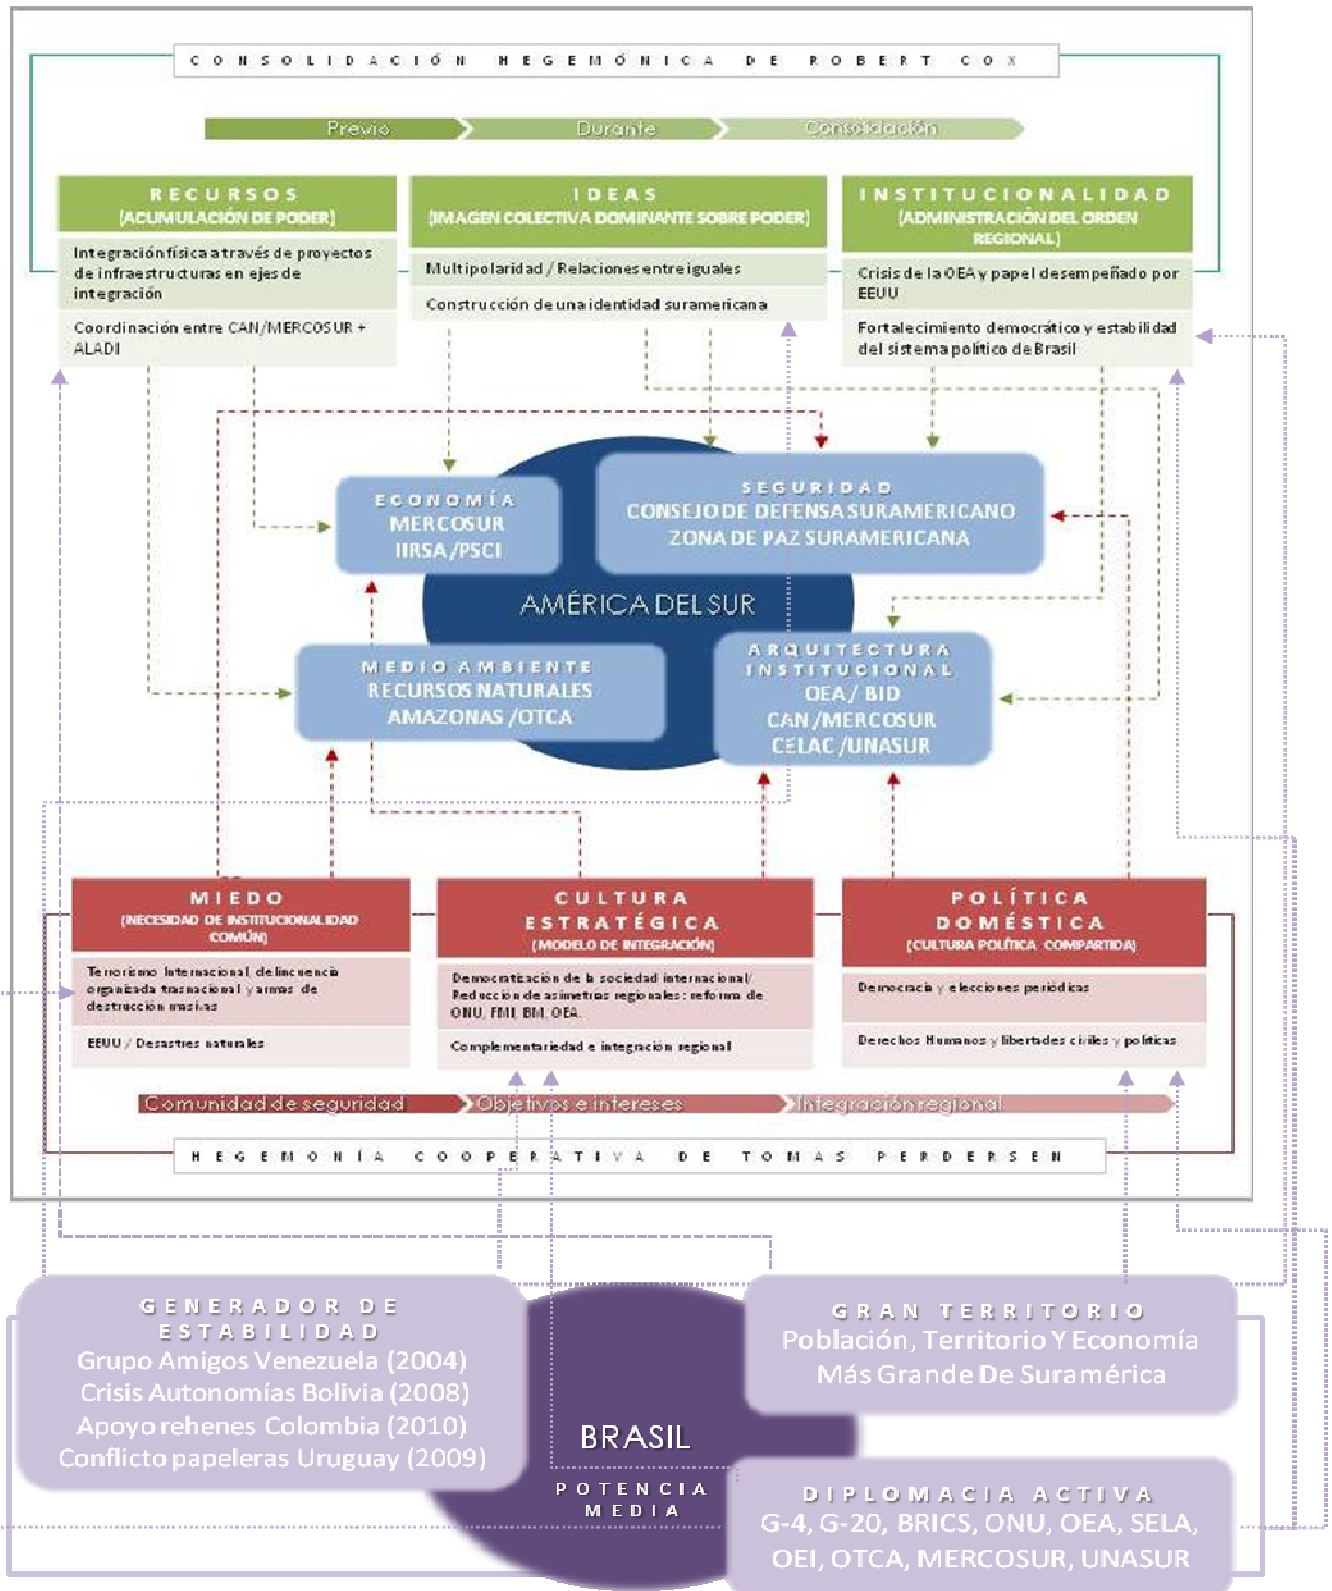 CONSOLIDACIÓN HEGEMÓNICA DE ROBERT COX
Previo
Durante
Consolidación
RECURSOS
(ACUMULACIÓN DE PODER)
Integración física a través de proyectos
de infraestructuras en ejes de
integración
Coordinación entre CAN/MERCOSUR +
ALADI
IDEAS
(IMAGEN COLECTIVA DOMINANTE SOBRE PODER)
Multipolaridad / Relaciones entre iguales
Construcción de una identidad suramericana
INSTITUCIONALIDAD
(ADMINISTRACIÓN DEL ORDEN
REGIONAL)
Crisis de la OEA y papel desempeñado por
EEUU
Fortalecimiento democrático y estabilidad
del sistema político de Brasil
ECONOMÍA
MERCOSUR
IIRSA /PSCI
SEGURIDAD
CONSEJO DE DEFENSA SURAMERICANO
ZONA DE PAZ SURAMERICANA
AMÉRICA DEL SUR
MEDIO AMBIENTE
RECURSOS NATURALES
AMAZONAS /OTCA
ARQUITECTURA
INSTITUCIONAL
OEA/ BID
CAN /MERCOSUR
CELAC /UNASUR
MIEDO
(NECESIDAD DE INSTITUCIONALIDAD
COMÚN)
Terrorismo Internacional, delincuencia
organizada trasnacional y armas de
destrucción masivas
EEUU / Desastres naturales
CULTURA
ESTRATÉGICA
(MODELO DE INTEGRACIÓN)
Democratización de la sociedad internacional/
Reducción de asimetrías regionales: reforma de
ONU, FMI, BM, OEA.
Complementariedad e integración regional
POLÍTICA
DOMÉSTICA
(CULTURA POLÍTICA COMPARTIDA)
Democracia y elecciones periódicas
Derechos Humanos y libertades civiles y políticas
Comunidad de seguridad
Objetivos e intereses
Integración regional
HEGEMONÍA COOPERATIVA DE TOMAS PERDERSEN
GENERADOR DE
ESTABILIDAD
Grupo Amigos Venezuela (2004)
Crisis Autonomías Bolivia (2008)
Apoyo rehenes Colombia (2010)
Conflicto papeleras Uruguay (2009)
GRAN TERRITORIO
Población, Territorio Y Economía
Más Grande De Suramérica
BRASIL
POTENCIA
MEDIA
DIPLOMACIA ACTIVA
G-4, G-20, BRICS, ONU, OEA, SELA,
OEI, OTCA, MERCOSUR, UNASUR